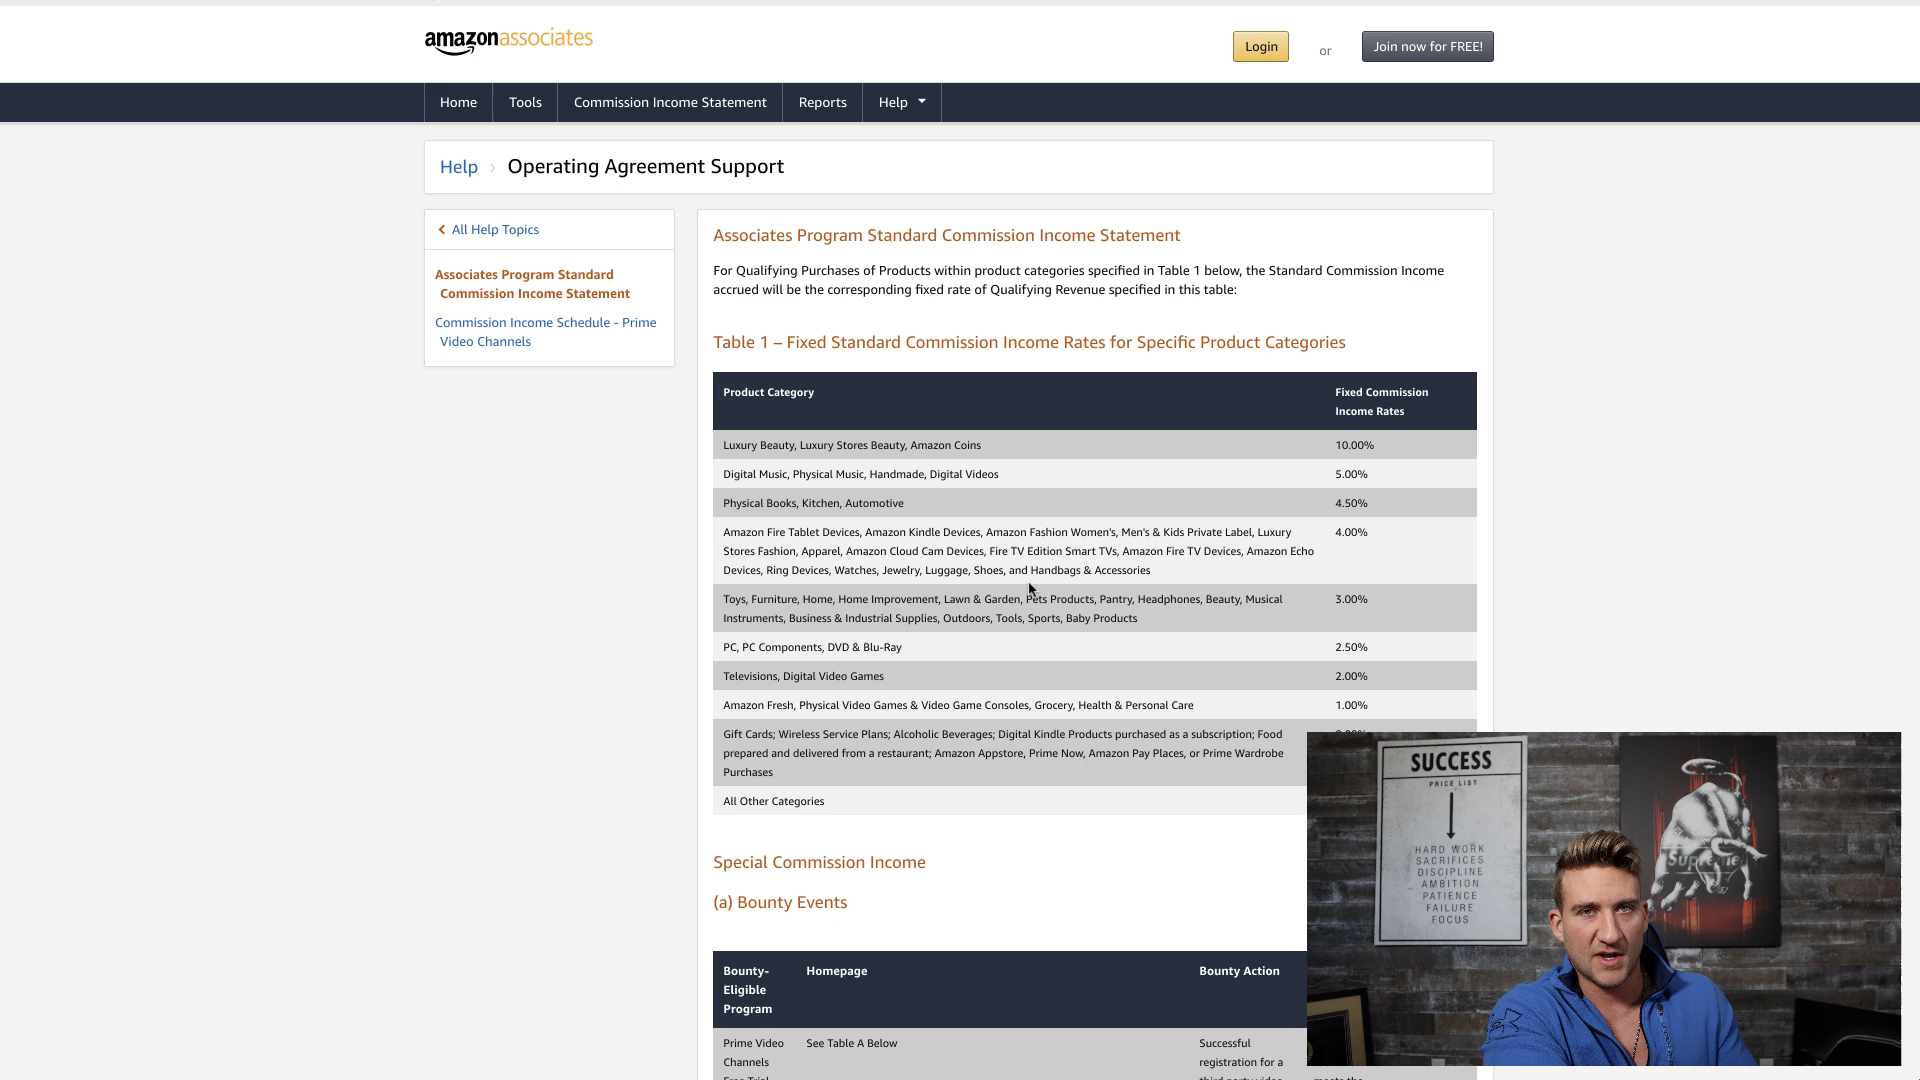 amazonassociates
Login
or
Join now for FREE!
Home
Tools
Commission Income Statement
Reports
Help
Help › Operating Agreement Support
All Help Topics
Associates Program Standard
Commission Income Statement
Commission Income Schedule - Prime
Video Channels
Associates Program Standard Commission Income Statement
For Qualifying Purchases of Products within product categories specified in Table 1 below, the Standard Commission Income
accrued will be the corresponding fixed rate of Qualifying Revenue specified in this table:
Table 1 – Fixed Standard Commission Income Rates for Specific Product Categories
Product Category
Fixed Commission
Income Rates
Luxury Beauty, Luxury Stores Beauty, Amazon Coins
10.00%
Digital Music, Physical Music, Handmade, Digital Videos
5.00%
Physical Books, Kitchen, Automotive
4.50%
Amazon Fire Tablet Devices, Amazon Kindle Devices, Amazon Fashion Women's, Men's & Kids Private Label, Luxury
Stores Fashion, Apparel, Amazon Cloud Cam Devices, Fire TV Edition Smart TVs, Amazon Fire TV Devices, Amazon Echo
Devices, Ring Devices, Watches, Jewelry, Luggage, Shoes, and Handbags & Accessories
4.00%
Toys, Furniture, Home, Home Improvement, Lawn & Garden, Pets Products, Pantry, Headphones, Beauty, Musical
Instruments, Business & Industrial Supplies, Outdoors, Tools, Sports, Baby Products
3.00%
PC, PC Components, DVD & Blu-Ray
2.50%
Televisions, Digital Video Games
2.00%
Amazon Fresh, Physical Video Games & Video Game Consoles, Grocery, Health & Personal Care
1.00%
Gift Cards; Wireless Service Plans; Alcoholic Beverages; Digital Kindle Products purchased as a subscription; Food
prepared and delivered from a restaurant; Amazon Appstore, Prime Now, Amazon Pay Places, or Prime Wardrobe
Purchases
All Other Categories
Special Commission Income
(a) Bounty Events
Bounty-
Eligible
Program
Homepage
Bounty Action
Prime Video
Channels
See Table A Below
Successful
registration for a
SUCCESS
PRICE LIST
HARD WORK
SACRIFICES
DISCIPLINE
AMBITION
PATIENCE
FAILURE
FOCUS
Supreme